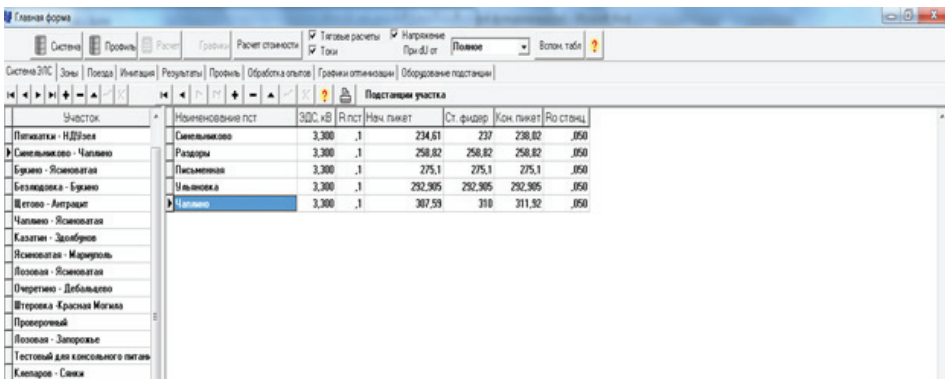 Главная форма
Система Профиль Расчет Графики Расчет стоимости Тяговые расчеты Токи Напряжение При dU от Полное Вспом. табл ?
Система ЭПС Зоны Поезда Имитация Результаты Профиль Обработка опытов Графики оптимизации Оборудование подстанции
Подстанции участка
Участок
Пятихатки - НДУзел
Синельниково - Чаплино
Букино - Ясиноватая
Безлюдовка - Букино
Щетово - Антрацит
Чаплино - Ясиноватая
Казатин - Здолбунов
Ясиноватая - Мариуполь
Лозовая - Ясиноватая
Очеретино - Дебальцево
Штеровка -Красная Могила
Проверочный
Лозовая - Запорожье
Тестовый для консольного питани
Клепаров - Сянки
Наименование пст ЭДС, кВ R пст Нач. пикет Ст. фидер Кон. пикет Ro станц.
Синельниково 3,300 ,1 234,61 237 238,02 ,050
Раздоры 3,300 ,1 258,82 258,82 258,82 ,050
Письменная 3,300 ,1 275,1 275,1 275,1 ,050
Ульяновка 3,300 ,1 292,905 292,905 292,905 ,050
Чаплино 3,300 ,1 307,59 310 311,92 ,050